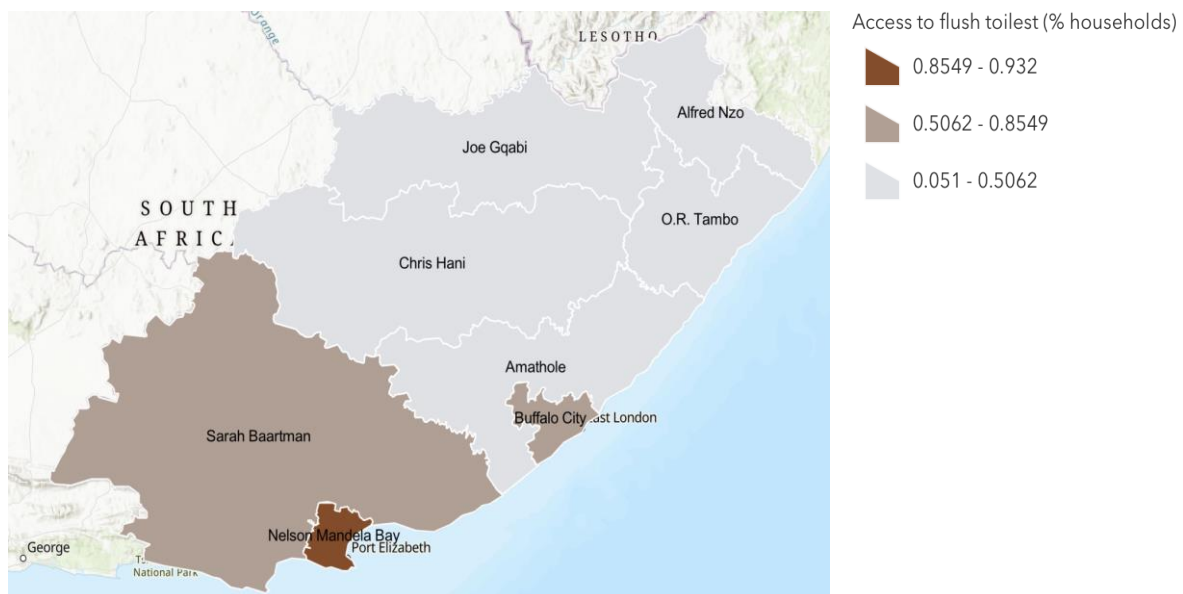 Access to flush toilest (% households)
0.8549 - 0.932
0.5062 - 0.8549
0.051 - 0.5062
LESOTHO
Alfred Nzo
Joe Gqabi
SOUTH
AFRICA
O.R. Tambo
Chris Hani
Amathole
Buffalo City
East London
Sarah Baartman
Nelson Mandela Bay
Port Elizabeth
George
National Park